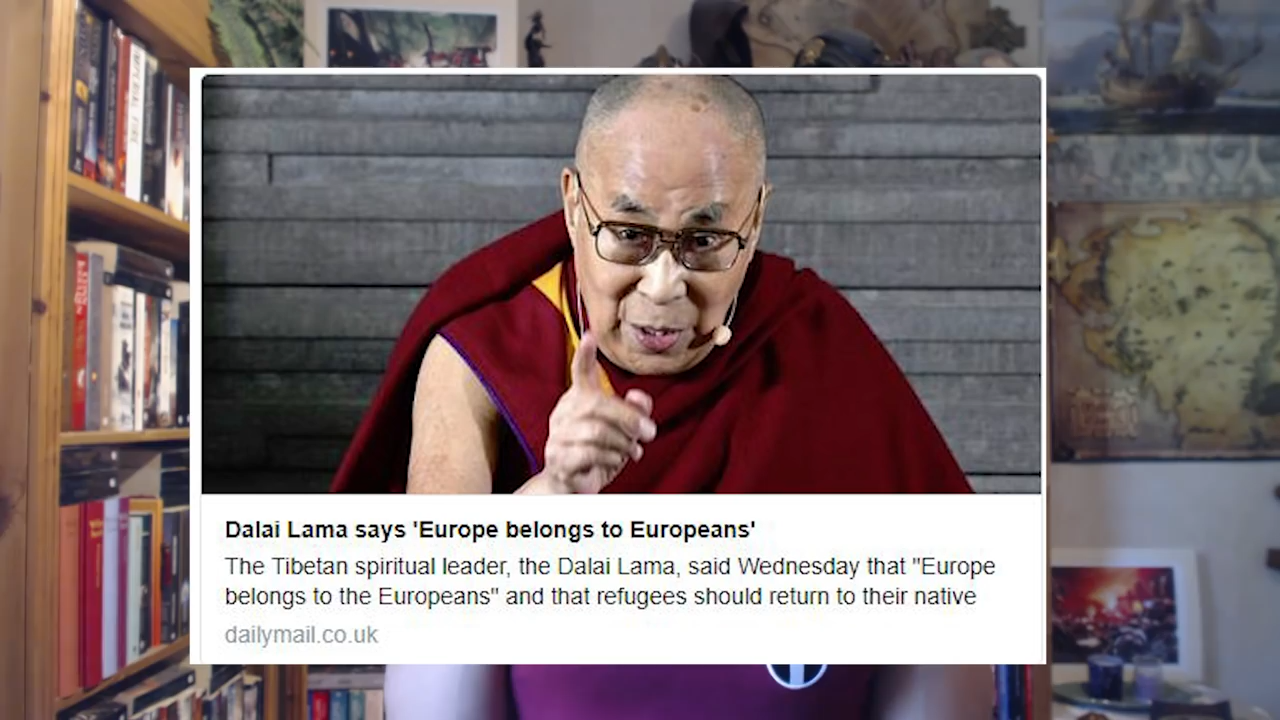 Dalai Lama says 'Europe belongs to Europeans'
The Tibetan spiritual leader, the Dalai Lama, said Wednesday that "Europe
belongs to the Europeans" and that refugees should return to their native
dailymail.co.uk